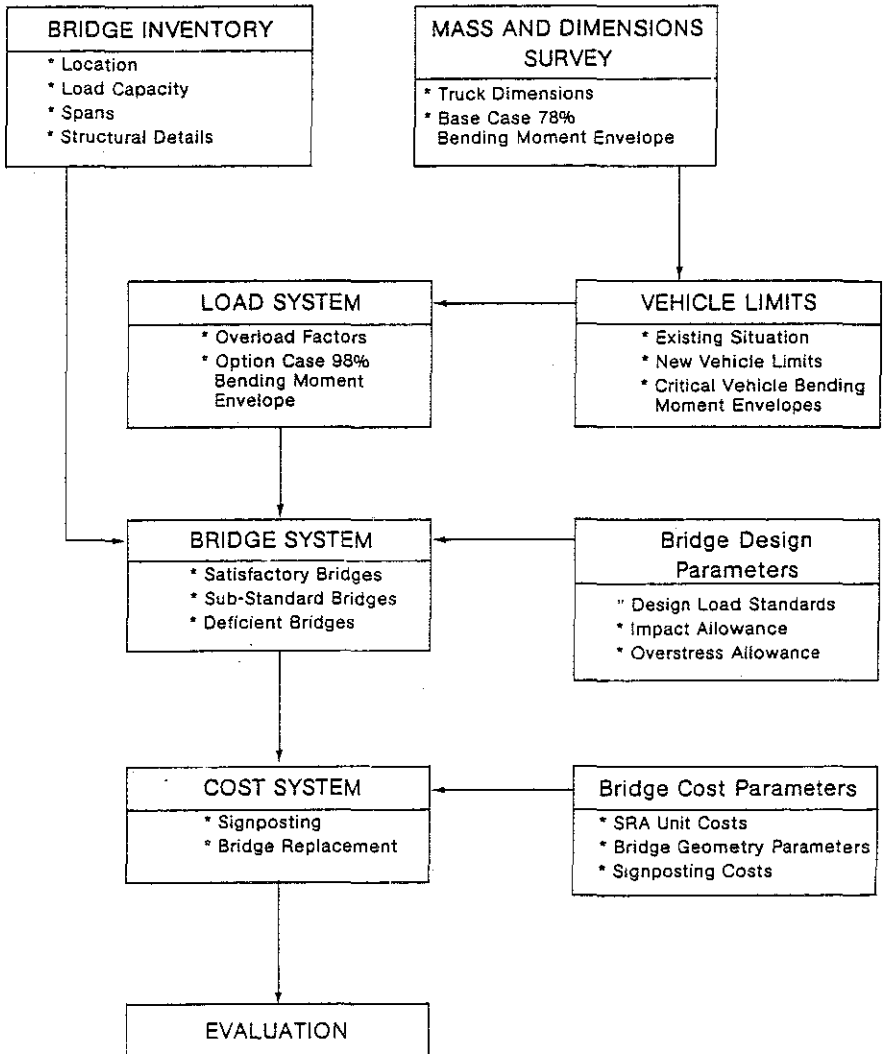 BRIDGE INVENTORY
* Location
* Load Capacity
* Spans
* Structural Details
MASS AND DIMENSIONS
SURVEY
* Truck Dimensions
* Base Case 78%
Bending Moment Envelope
LOAD SYSTEM
* Overload Factors
* Option Case 98%
Bending Moment
Envelope
VEHICLE LIMITS
* Existing Situation
* New Vehicle Limits
* Critical Vehicle Bending
Moment Envelopes
BRIDGE SYSTEM
* Satisfactory Bridges
* Sub-Standard Bridges
* Deficient Bridges
Bridge Design
Parameters
" Design Load Standards
* Impact Allowance
* Overstress Allowance
COST SYSTEM
* Signposting
* Bridge Replacement
Bridge Cost Parameters
* SRA Unit Costs
* Bridge Geometry Parameters
* Signposting Costs
EVALUATION